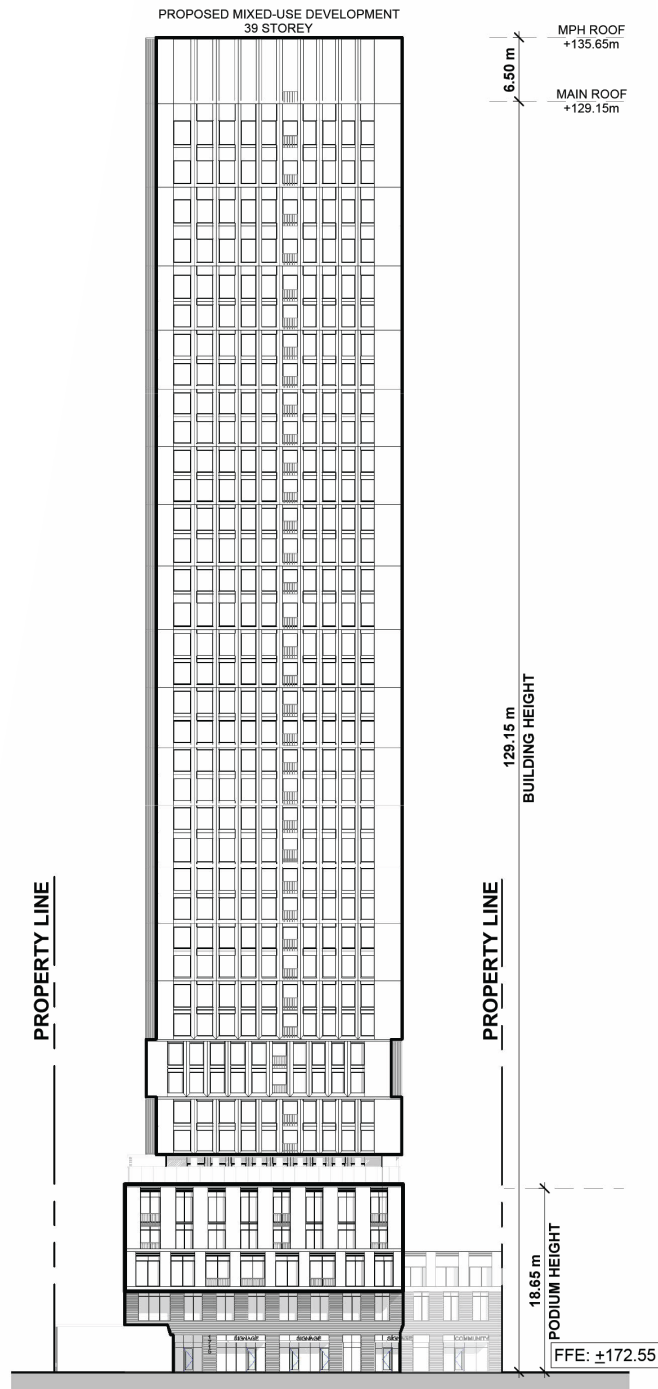 PROPOSED MIXED-USE DEVELOPMENT
39 STOREY
MPH ROOF
+135.65m
6.50 m
MAIN ROOF
+129.15m
129.15 m
BUILDING HEIGHT
PROPERTY LINE
PROPERTY LINE
18.65 m
PODIUM HEIGHT
SIGNAGE
SIGNAGE
SIGNAGE
COMMUNITY
FFE: ±172.55